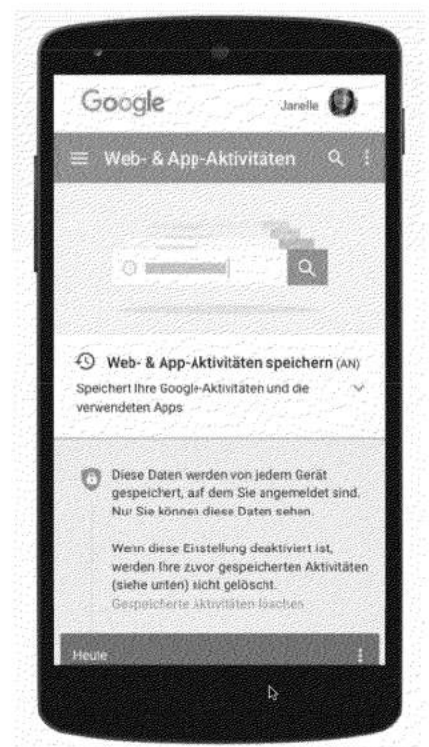 Google
Jarelle
Web- & App-Aktivitäten
Web- & App-Aktivitäten speichern (AN)
Speichert Ihre Google-Aktivitäten und die
verwendeten Apps
Diese Daten werden von jedem Gerät
gespeichert, auf dem Sie angemeldet sind.
Nur Sie können diese Daten sehen.
Wenn diese Einstellung deaktiviert ist,
werden Ihre zuvor gespeicherten Aktivitäten
(siehe unten) nicht gelöscht.
Gespeicherte Aktivitäten löschen
Heute